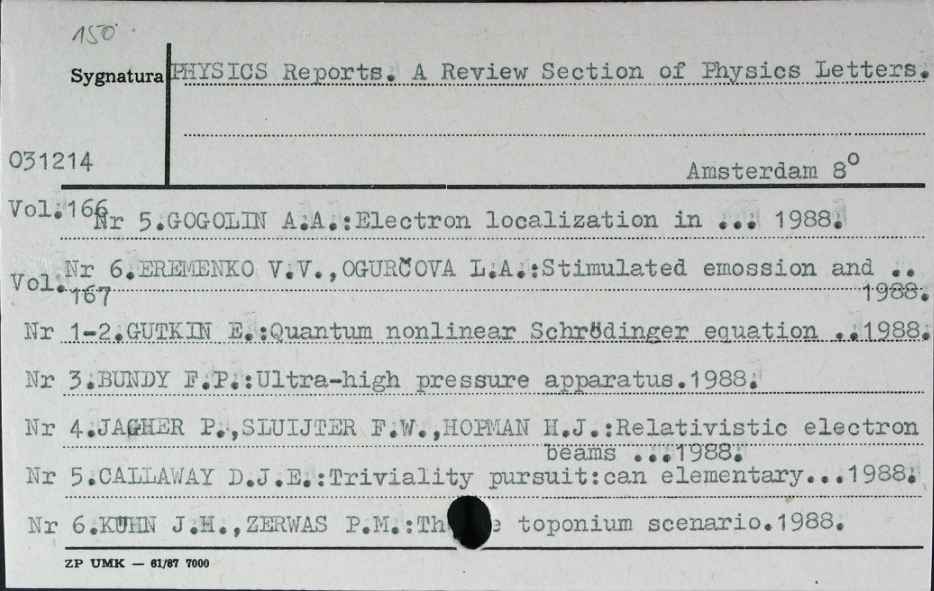 150
Sygnatura PHYSICS Reports. A Review Section of Physics Letters.
031214
Amsterdam 8°
Vol.166
Nr 5.GOGOLIN A.A.:Electron localization in ... 1988.
Nr 6.EREMENKO V.V.,OGURČOVA L.A.:Stimulated emossion and ..
1988.
Vol.167
Nr 1-2.GUTKIN E.:Quantum nonlinear Schrödinger equation ..1988.
Nr 3.BUNDY F.P.:Ultra-high pressure apparatus.1988.
Nr 4.JAGHER P.,SLUIJTER F.W.,HOPMAN H.J.:Relativistic electron
beams ...1988.
Nr 5.CALLAWAY D.J.E.:Triviality pursuit:can elementary...1988.
Nr 6.KUHN J.H.,ZERWAS P.M.: toponium scenario.1988.
ZP UMK — 61/87 7000